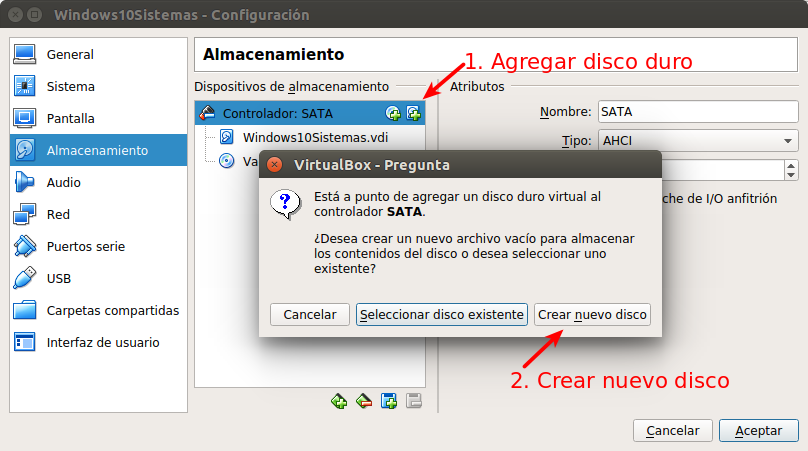 Windows10Sistemas - Configuración
General
Sistema
Pantalla
Almacenamiento
Audio
Red
Puertos serie
USB
Carpetas compartidas
Interfaz de usuario
Almacenamiento
1. Agregar disco duro
Dispositivos de almacenamiento
Atributos
Controlador: SATA
Windows10Sistemas.vdi
Va
Nombre: SATA
Tipo: AHCI
che de I/O anfitrión
VirtualBox - Pregunta
Está a punto de agregar un disco duro virtual al
controlador SATA.
¿Desea crear un nuevo archivo vacío para almacenar
los contenidos del disco o desea seleccionar uno
existente?
Cancelar
Seleccionar disco existente
Crear nuevo disco
2. Crear nuevo disco
Cancelar
Aceptar